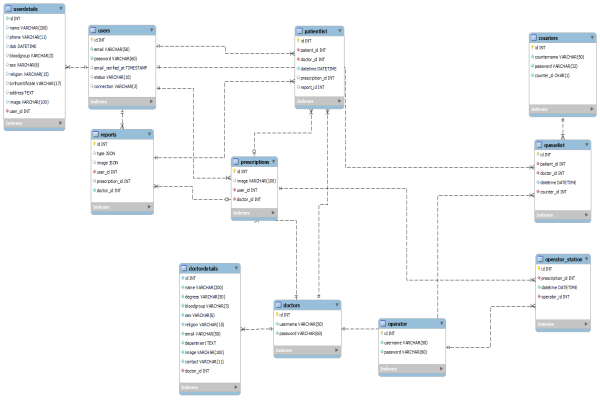 userdetails
id INT
name VARCHAR(200)
phone VARCHAR(11)
dob DATETIME
bloodgroup VARCHAR(3)
sex VARCHAR(6)
religion VARCHAR(15)
birthcertificate VARCHAR(17)
address TEXT
image VARCHAR(100)
user_id INT
Indexes
users
id INT
email VARCHAR(50)
password VARCHAR(60)
email_verified_at TIMESTAMP
status VARCHAR(10)
connection VARCHAR(3)
Indexes
patientlist
id INT
patient_id INT
doctor_id INT
datetime DATETIME
prescription_id INT
report_id INT
Indexes
counters
id INT
countername VARCHAR(50)
password VARCHAR(32)
counter_id CHAR(1)
Indexes
reports
id INT
type JSON
image JSON
user_id INT
prescription_id INT
doctor_id INT
Indexes
prescriptions
id INT
image VARCHAR(100)
user_id INT
doctor_id INT
queuelist
id INT
patient_id INT
doctor_id INT
datetime DATETIME
counter_id INT
Indexes
doctordetails
id INT
name VARCHAR(200)
degrees VARCHAR(50)
bloodgroup VARCHAR(3)
sex VARCHAR(6)
religion VARCHAR(15)
email VARCHAR(50)
department TEXT
image VARCHAR(100)
contact VARCHAR(11)
doctor_id INT
Indexes
doctors
id INT
username VARCHAR(50)
password VARCHAR(60)
Indexes
operator
id INT
username VARCHAR(50)
password VARCHAR(60)
Indexes
operator_station
id INT
prescription_id INT
datetime DATETIME
operator_id INT
Indexes